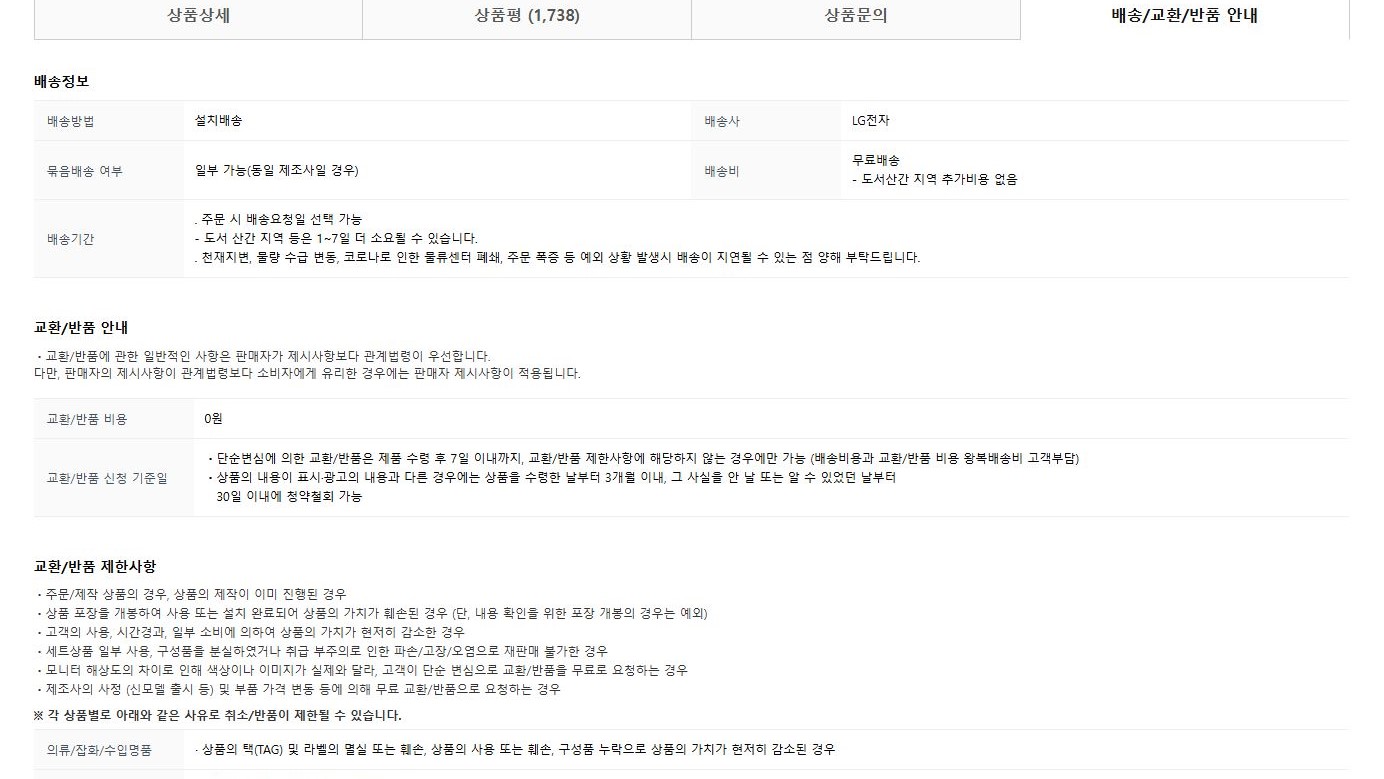 상품상세
상품평 (1,738)
상품문의
배송/교환/반품 안내
배송정보
배송방법
설치배송
배송사
LG전자
묶음배송 여부
일부 가능(동일 제조사일 경우)
배송비
무료배송
- 도서산간 지역 추가비용 없음
배송기간
. 주문 시 배송요청일 선택 가능
- 도서 산간 지역 등은 1~7일 더 소요될 수 있습니다.
. 천재지변, 물량 수급 변동, 코로나로 인한 물류센터 폐쇄, 주문 폭증 등 예외 상황 발생시 배송이 지연될 수 있는 점 양해 부탁드립니다.
교환/반품 안내
・교환/반품에 관한 일반적인 사항은 판매자가 제시사항보다 관계법령이 우선합니다.
다만, 판매자의 제시사항이 관계법령보다 소비자에게 유리한 경우에는 판매자 제시사항이 적용됩니다.
교환/반품 비용
0원
교환/반품 신청 기준일
・단순변심에 의한 교환/반품은 제품 수령 후 7일 이내까지, 교환/반품 제한사항에 해당하지 않는 경우에만 가능 (배송비용과 교환/반품 비용 왕복배송비 고객부담)
・상품의 내용이 표시·광고의 내용과 다른 경우에는 상품을 수령한 날부터 3개월 이내, 그 사실을 안 날 또는 알 수 있었던 날부터
30일 이내에 청약철회 가능
교환/반품 제한사항
・주문/제작 상품의 경우, 상품의 제작이 이미 진행된 경우
・상품 포장을 개봉하여 사용 또는 설치 완료되어 상품의 가치가 훼손된 경우 (단, 내용 확인을 위한 포장 개봉의 경우는 예외)
・고객의 사용, 시간경과, 일부 소비에 의하여 상품의 가치가 현저히 감소한 경우
・세트상품 일부 사용, 구성품을 분실하였거나 취급 부주의로 인한 파손/고장/오염으로 재판매 불가한 경우
・모니터 해상도의 차이로 인해 색상이나 이미지가 실제와 달라, 고객이 단순 변심으로 교환/반품을 무료로 요청하는 경우
・제조사의 사정 (신모델 출시 등) 및 부품 가격 변동 등에 의해 무료 교환/반품으로 요청하는 경우
※ 각 상품별로 아래와 같은 사유로 취소/반품이 제한될 수 있습니다.
의류/잡화/수입명품
· 상품의 택(TAG) 및 라벨의 멸실 또는 훼손, 상품의 사용 또는 훼손, 구성품 누락으로 상품의 가치가 현저히 감소된 경우